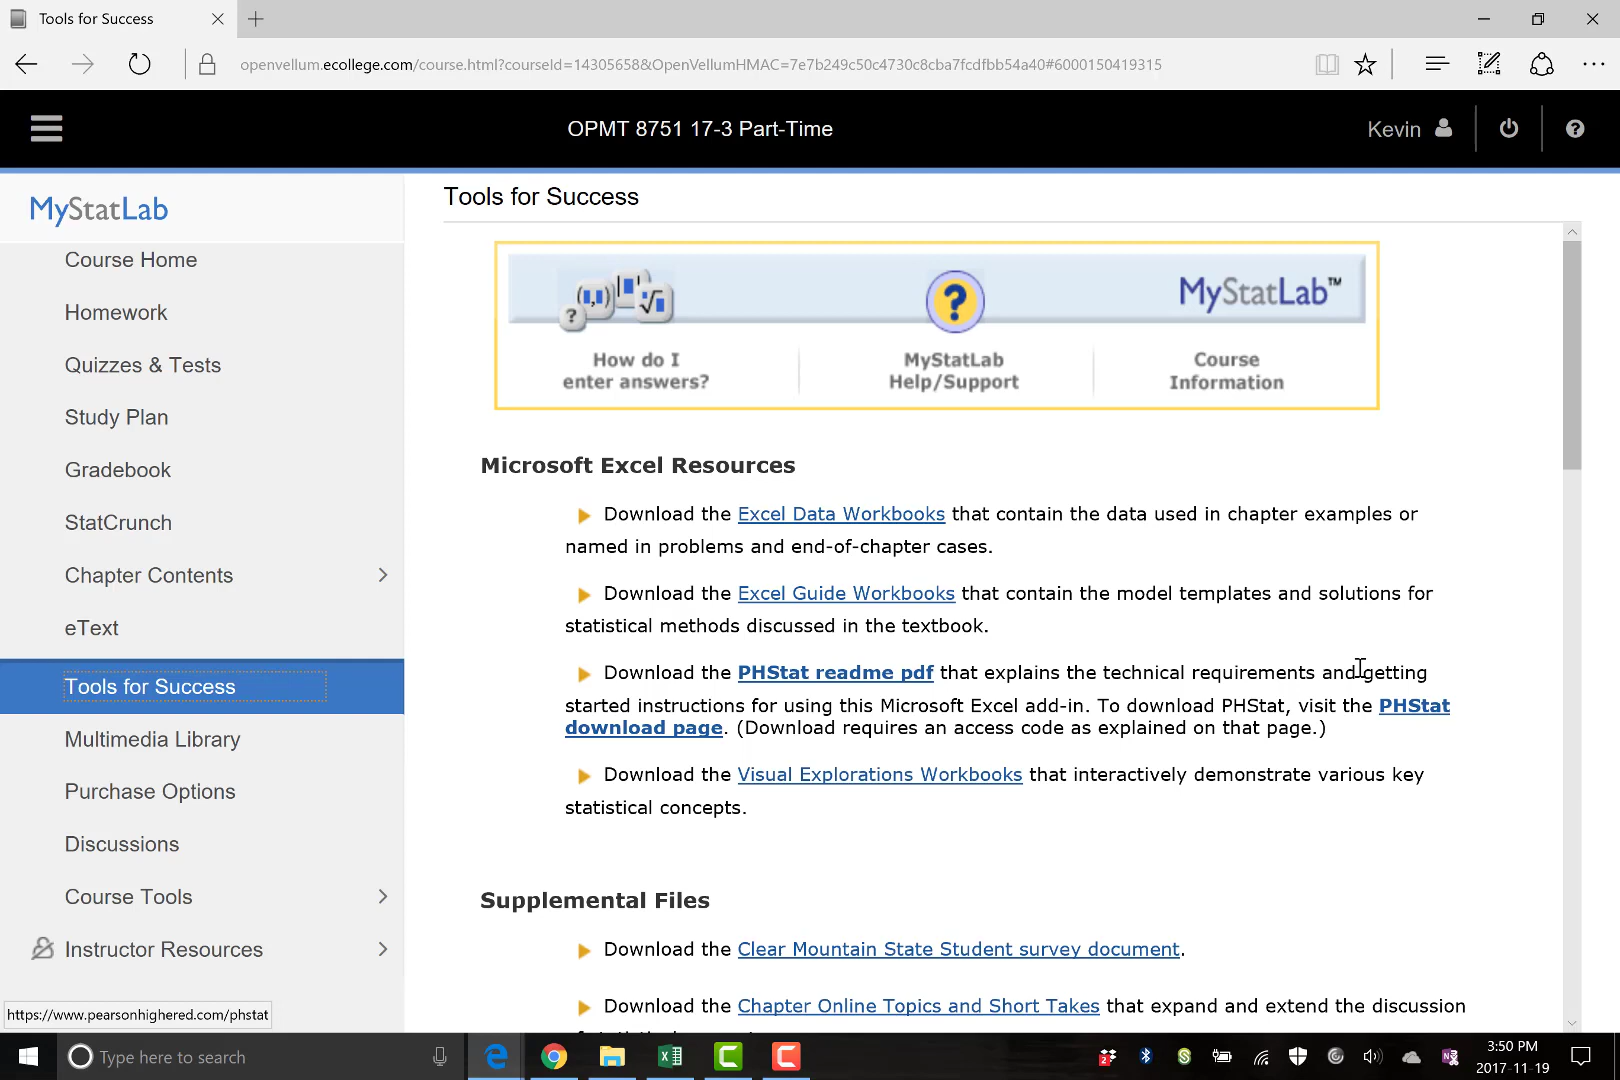 Tools for Success
openvellum.ecollege.com/course.html?courseId=14305658&OpenVellumHMAC=7e7b249c50c4730c8cba7fcdfbb54a40#6000150419315
OPMT 8751 17-3 Part-Time
Kevin
MyStatLab
Course Home
Homework
Quizzes & Tests
Study Plan
Gradebook
StatCrunch
Chapter Contents
eText
Tools for Success
Multimedia Library
Purchase Options
Discussions
Course Tools
Instructor Resources
https://www.pearsonhighered.com/phstat
Tools for Success
MyStatLab™
How do I
enter answers?
MyStatLab
Help/Support
Course
Information
Microsoft Excel Resources
Download the Excel Data Workbooks that contain the data used in chapter examples or
named in problems and end-of-chapter cases.
Download the Excel Guide Workbooks that contain the model templates and solutions for
statistical methods discussed in the textbook.
Download the PHStat readme pdf that explains the technical requirements and getting
started instructions for using this Microsoft Excel add-in. To download PHStat, visit the PHStat
download page. (Download requires an access code as explained on that page.)
Download the Visual Explorations Workbooks that interactively demonstrate various key
statistical concepts.
Supplemental Files
Download the Clear Mountain State Student survey document.
Download the Chapter Online Topics and Short Takes that expand and extend the discussion
Type here to search
3:50 PM
2017-11-19